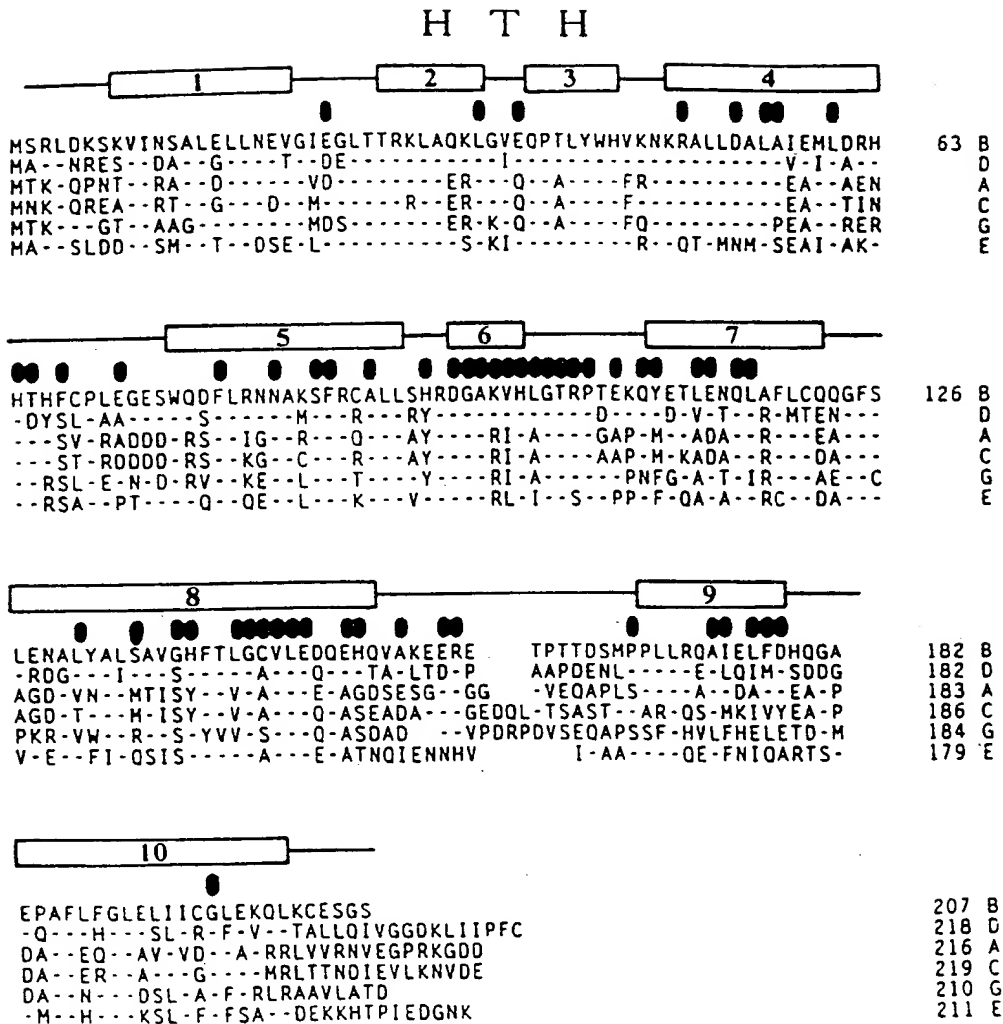 H T H
1 2 3 4
MSRLDKSKVINSALELLNEVGIEGLTTRKLAQKLGVEQPTLYWHVKNKRALLDALAIEMLDRH 63 B
MA--NRES--DA--G----T--DE-----------I--------------------V-I-A-- D
MTK-QPNT--RA--D-------VD--------ER--Q--A----FR----------EA--AEN A
MNK-QREA--RT--G---D--M------R--ER---Q--A----F-----------EA--TIN C
MTK---GT--AAG-------MDS---------ER-K-Q--A----FQ--------PEA--RER G
MA--SLDD--SM--T--DSE-L----------S-KI---------R--QT-MNM-SEAI-AK- E
5 6 7
HTHFCPLEGESWQDFLRNNAKSFRCALLSHRDGAKVHLGTRPTEKQYETLENQLAFLCQQGFS 126 B
-DYSL-AA------S------M---R---RY------------D----D-V-T--R-MTEN--- D
---SV-RADDD-RS--IG--R---Q---AY-----RI-A----GAP-M--ADA--R---EA--- A
---ST-RDDDD-RS--KG--C---R---AY-----RI-A----AAP-M-KADA--R---DA--- C
--RSL-E-N-D-RV--KE--L---T----Y-----RI-A-----PNFG-A-T-IR---AE--C G
--RSA--PT----Q--QE--L---K---V------RL-I--S--PP-F-QA-A--RC--DA--- E
8 9
LENALYALSAVGHFTLGCVLEDQEHQVAKEERE TPTTDSMPPLLRQAIELFDHQGA 182 B
-RDG---I---S-------A---Q---TA-LTD-P AAPDENL-----E-LQIM-SDDG 182 D
AGD-VN--MTISY---V-A---E-AGDSESG--GG -VEQAPLS----A--DA--EA-P 183 A
AGD-T---M-ISY---V-A---Q-ASEADA---GEDQL-TSAST--AR-QS-MKIVYEA-P 186 C
PKR-VW--R--S-YVV-S---Q-ASDAD --VPDRPDVSEQAPSSF-HVLFHELETD-M 184 G
V-E--FI-QSIS------A---E-ATNQIENNHV I-AA----QE-FNIQARTS- 179 E
10
EPAFLFGLELIICGLEKQLKCESGS 207 B
-Q---H---SL-R-F-V--TALLQIVGGDKLIIPFC 218 D
DA--EQ--AV-VD--A-RRLVVRNVEGPRKGDD 216 A
DA--ER--A---G----MRLTTNDIEVLKNVDE 219 C
DA--N---DSL-A-F-RLRAAVLATD 210 G
-M--H---KSL-F-FSA--DEKKHTPIEDGNK 211 E